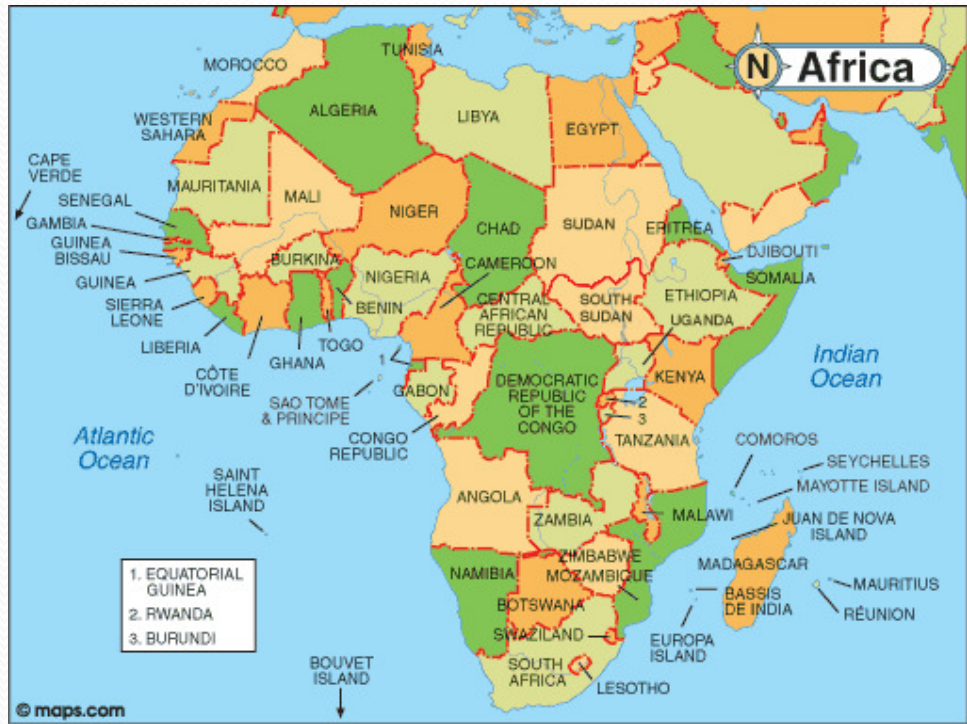 N Africa
TUNISIA
MOROCCO
ALGERIA
LIBYA
EGYPT
WESTERN
SAHARA
CAPE
VERDE
MAURITANIA
MALI
NIGER
CHAD
SUDAN
ERITREA
SENEGAL
GAMBIA
GUINEA
BISSAU
GUINEA
SIERRA
LEONE
LIBERIA
CÔTE
D'IVOIRE
GHANA
TOGO
BENIN
BURKINA
NIGERIA
CAMEROON
CENTRAL
AFRICAN
REPUBLIC
SOUTH
SUDAN
DJIBOUTI
SOMALIA
ETHIOPIA
UGANDA
KENYA
1
SAO TOME
& PRINCIPE
GABON
CONGO
REPUBLIC
DEMOCRATIC
REPUBLIC
OF THE
CONGO
2
3
TANZANIA
Indian
Ocean
Atlantic
Ocean
SAINT
HELENA
ISLAND
COMOROS
SEYCHELLES
MAYOTTE ISLAND
JUAN DE NOVA
ISLAND
ANGOLA
ZAMBIA
MALAWI
ZIMBABWE
MOZAMBIQUE
MADAGASCAR
BASSIS
DE INDIA
MAURITIUS
RÉUNION
EUROPA
ISLAND
NAMIBIA
BOTSWANA
SWAZILAND
SOUTH
AFRICA
LESOTHO
1. EQUATORIAL
GUINEA
2. RWANDA
3. BURUNDI
BOUVET
ISLAND
© maps.com